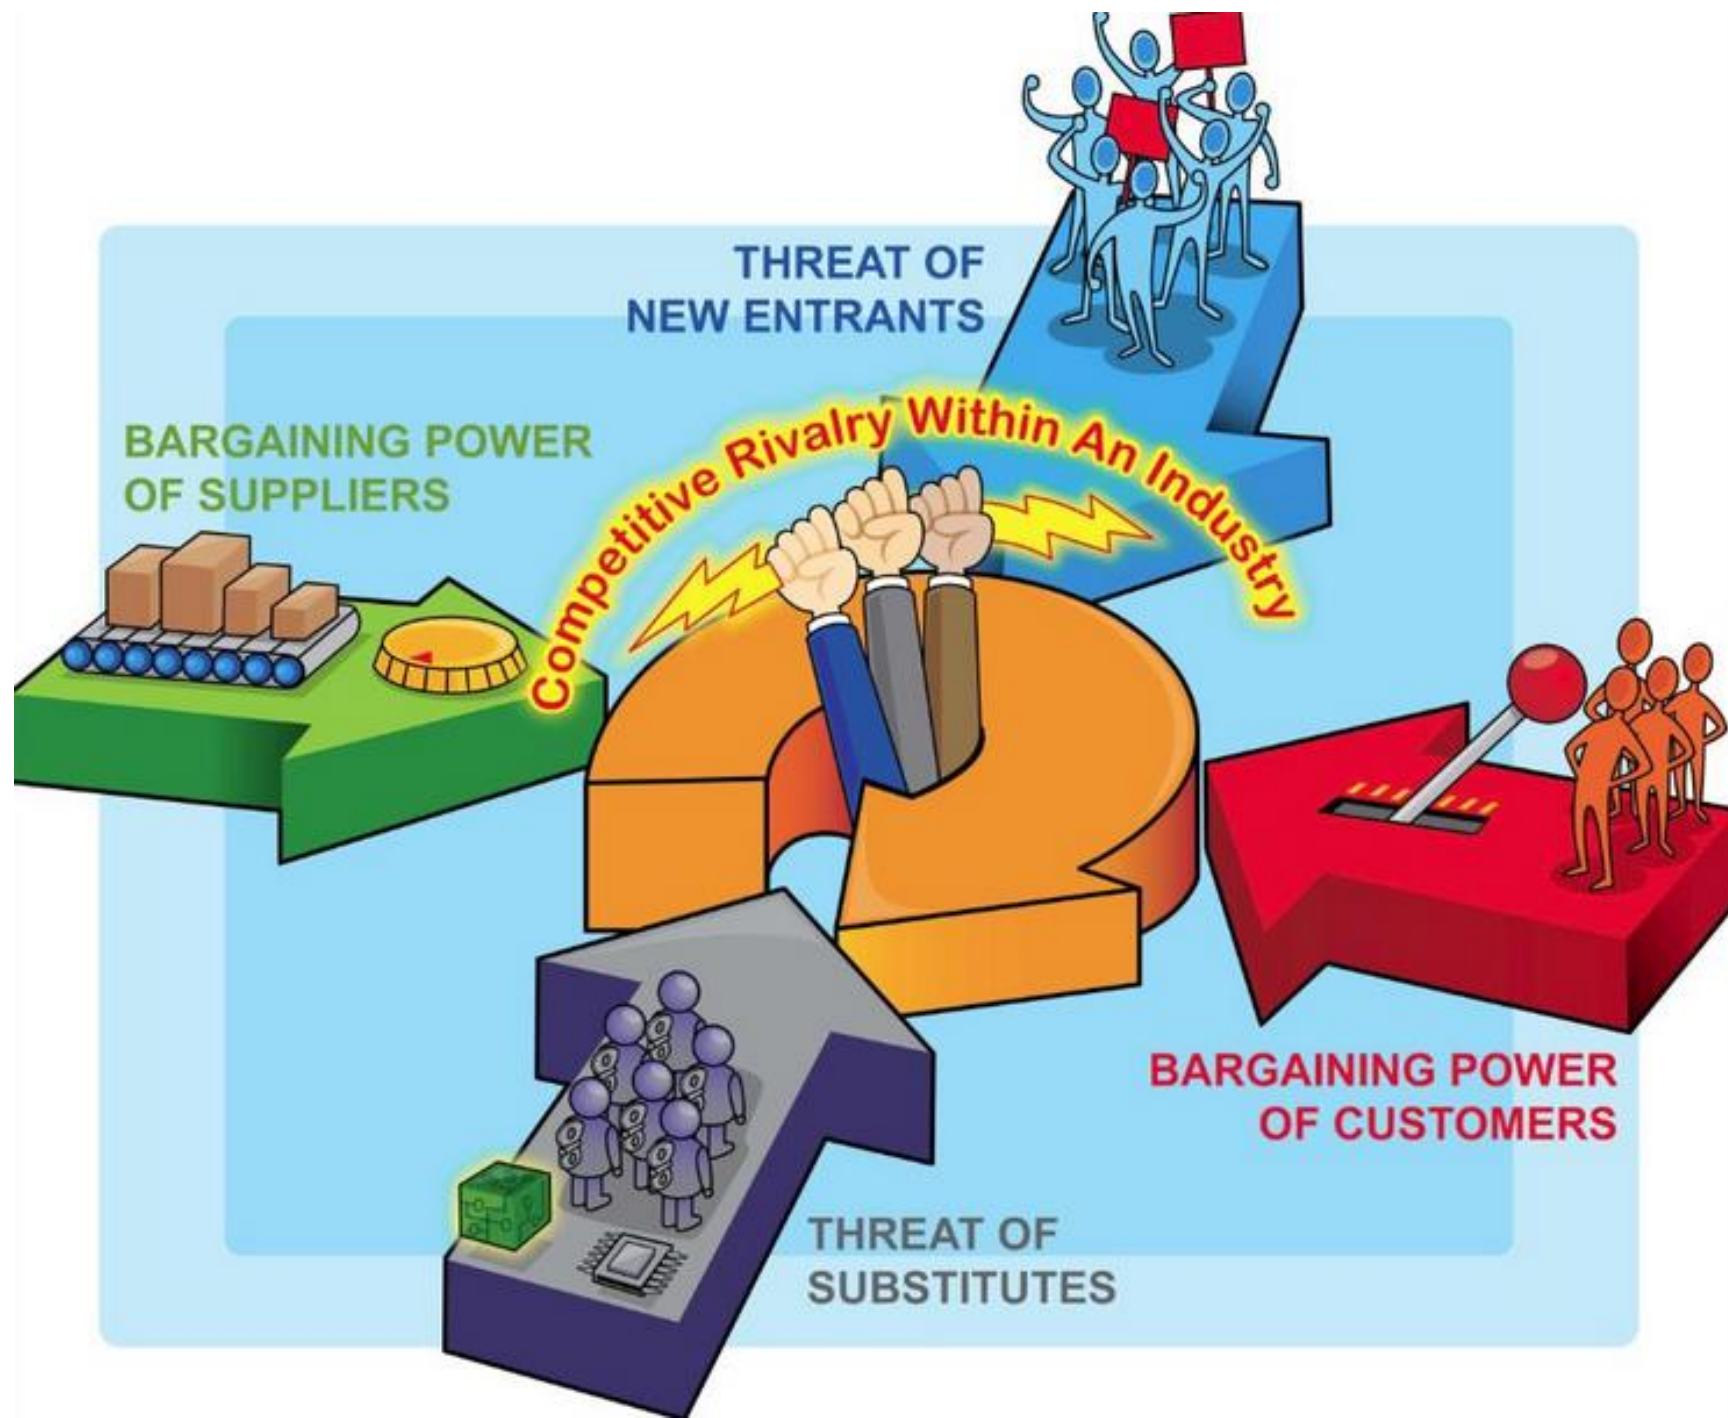 THREAT OF
NEW ENTRANTS
BARGAINING POWER
OF SUPPLIERS
Competitive Rivalry Within An Industry
BARGAINING POWER
OF CUSTOMERS
THREAT OF
SUBSTITUTES